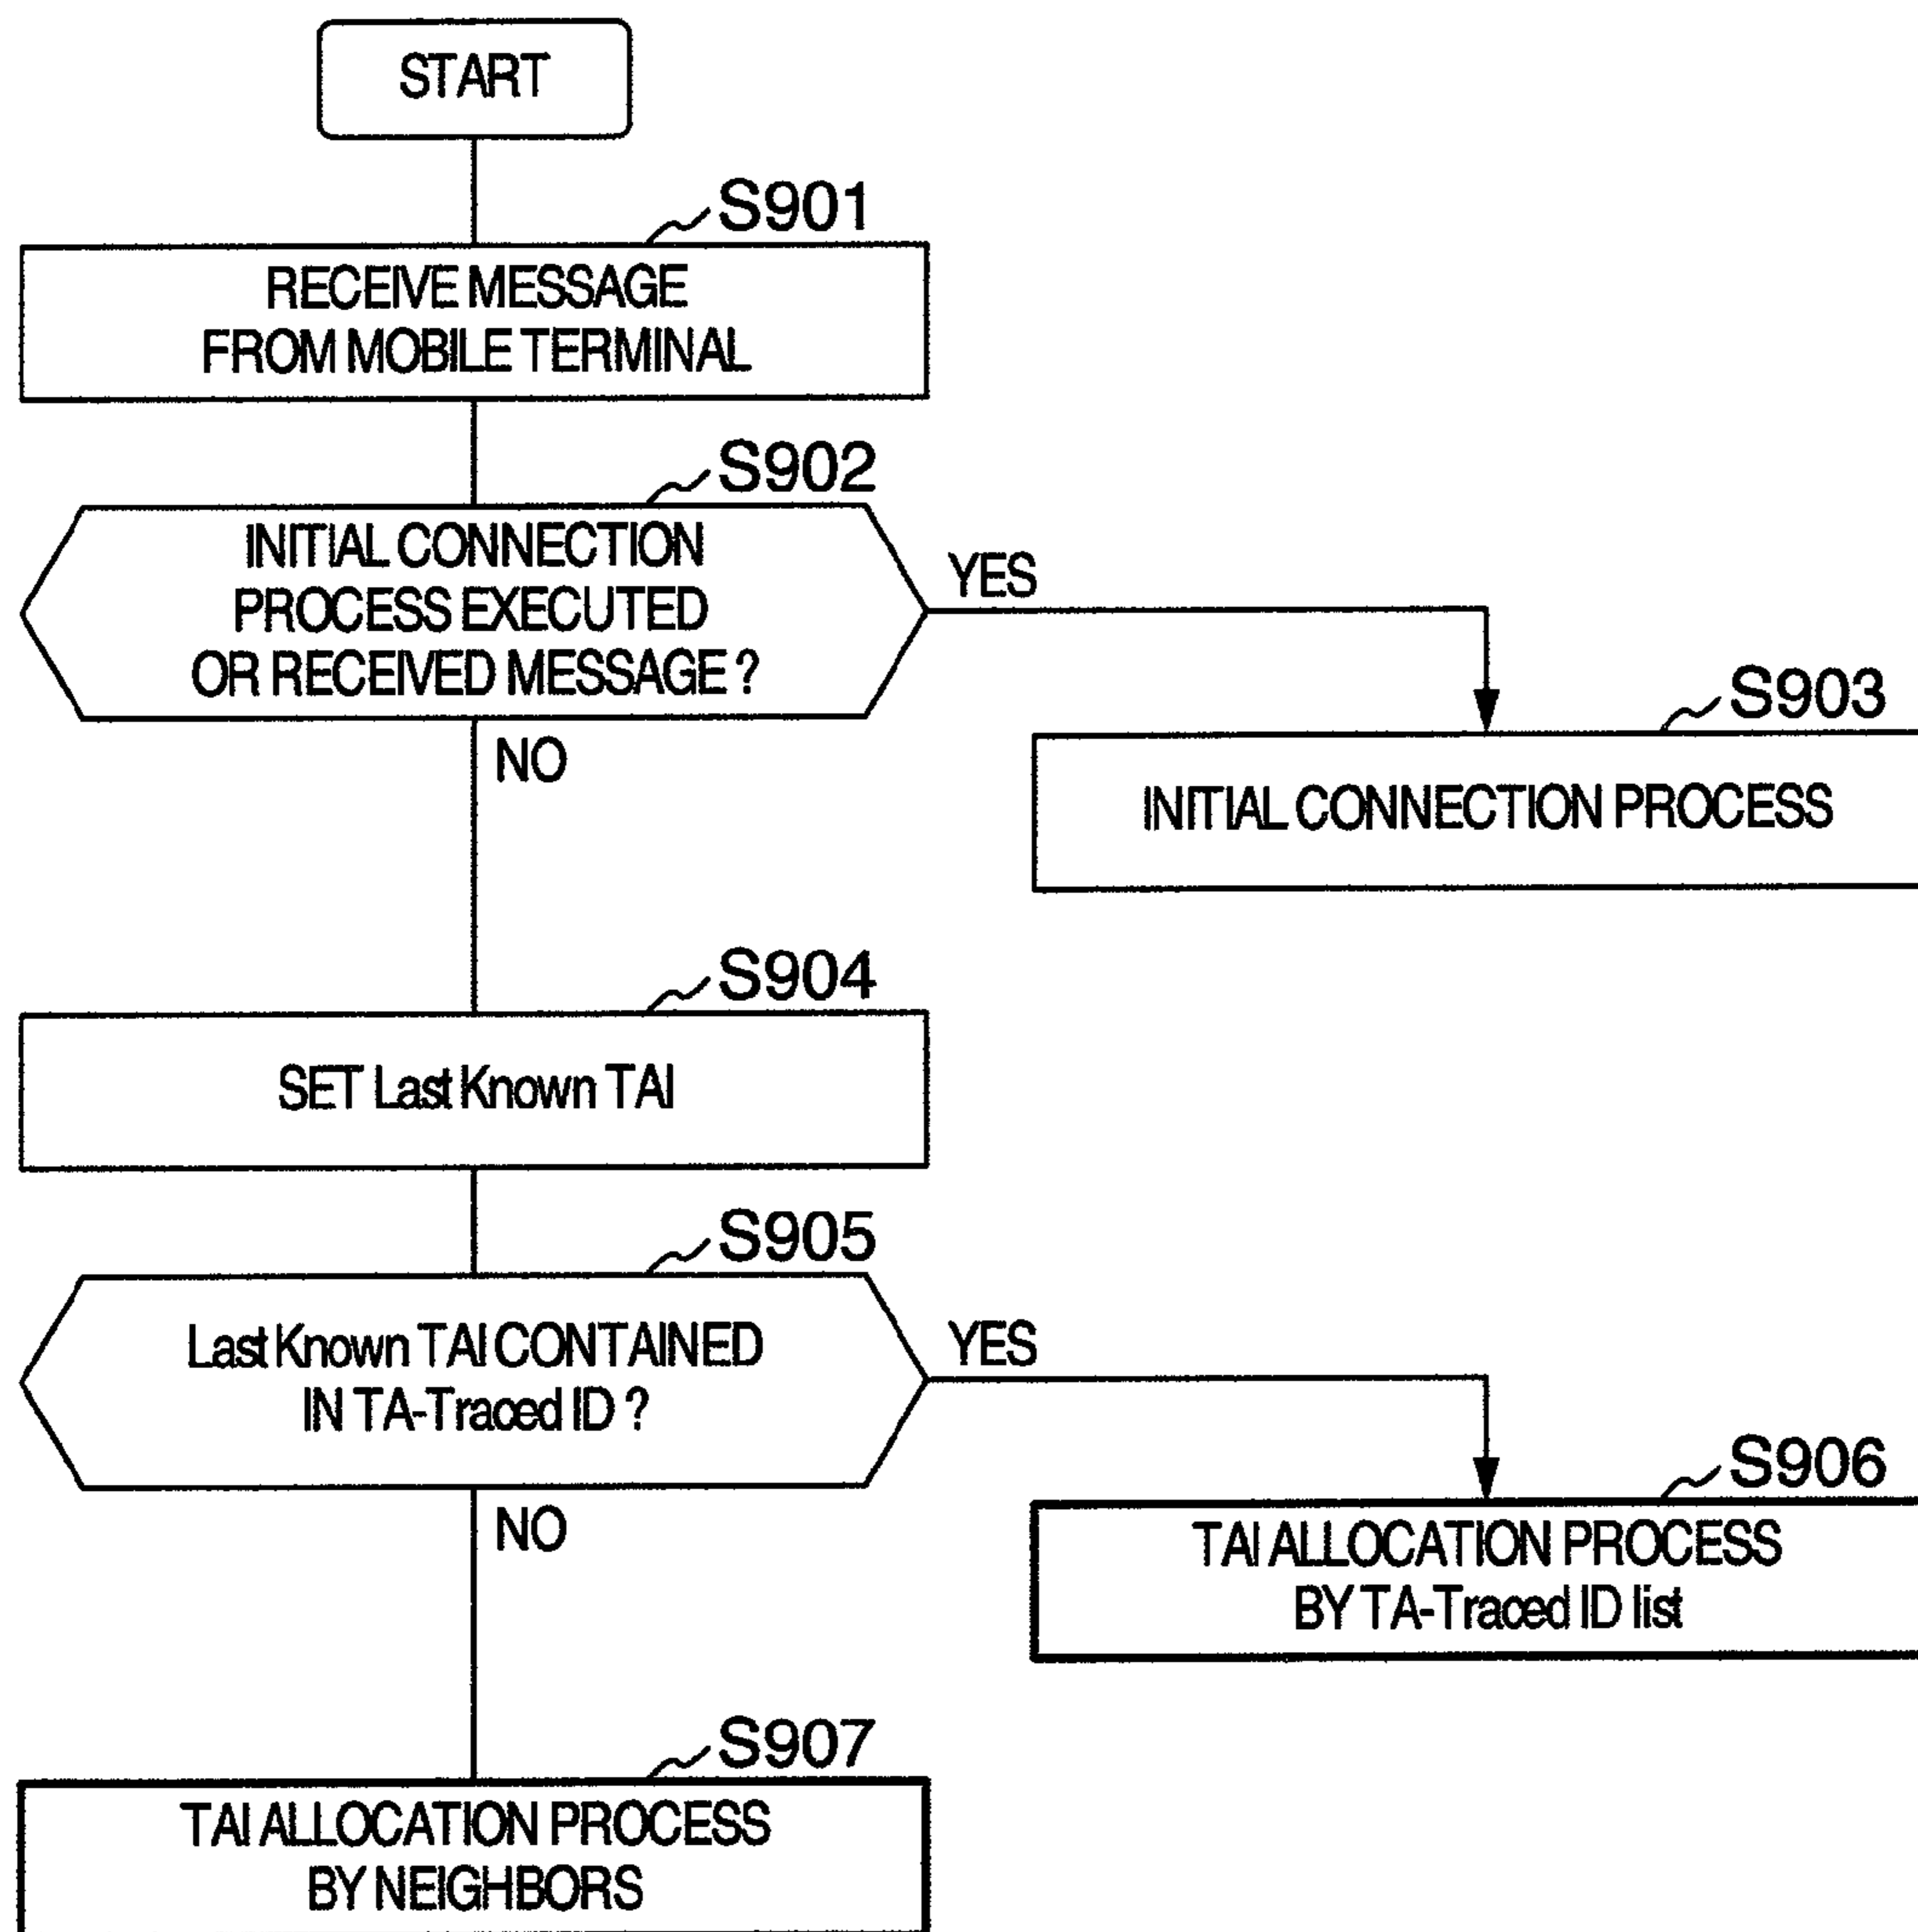 START
S901
RECEIVE MESSAGE
FROM MOBILE TERMINAL
S902
INITIAL CONNECTION
PROCESS EXECUTED
OR RECEIVED MESSAGE ?
YES
NO
S903
INITIAL CONNECTION PROCESS
S904
SET Last Known TAI
S905
Last Known TAI CONTAINED
IN TA-Traced ID ?
YES
NO
S906
TAI ALLOCATION PROCESS
BY TA-Traced ID list
S907
TAI ALLOCATION PROCESS
BY NEIGHBORS